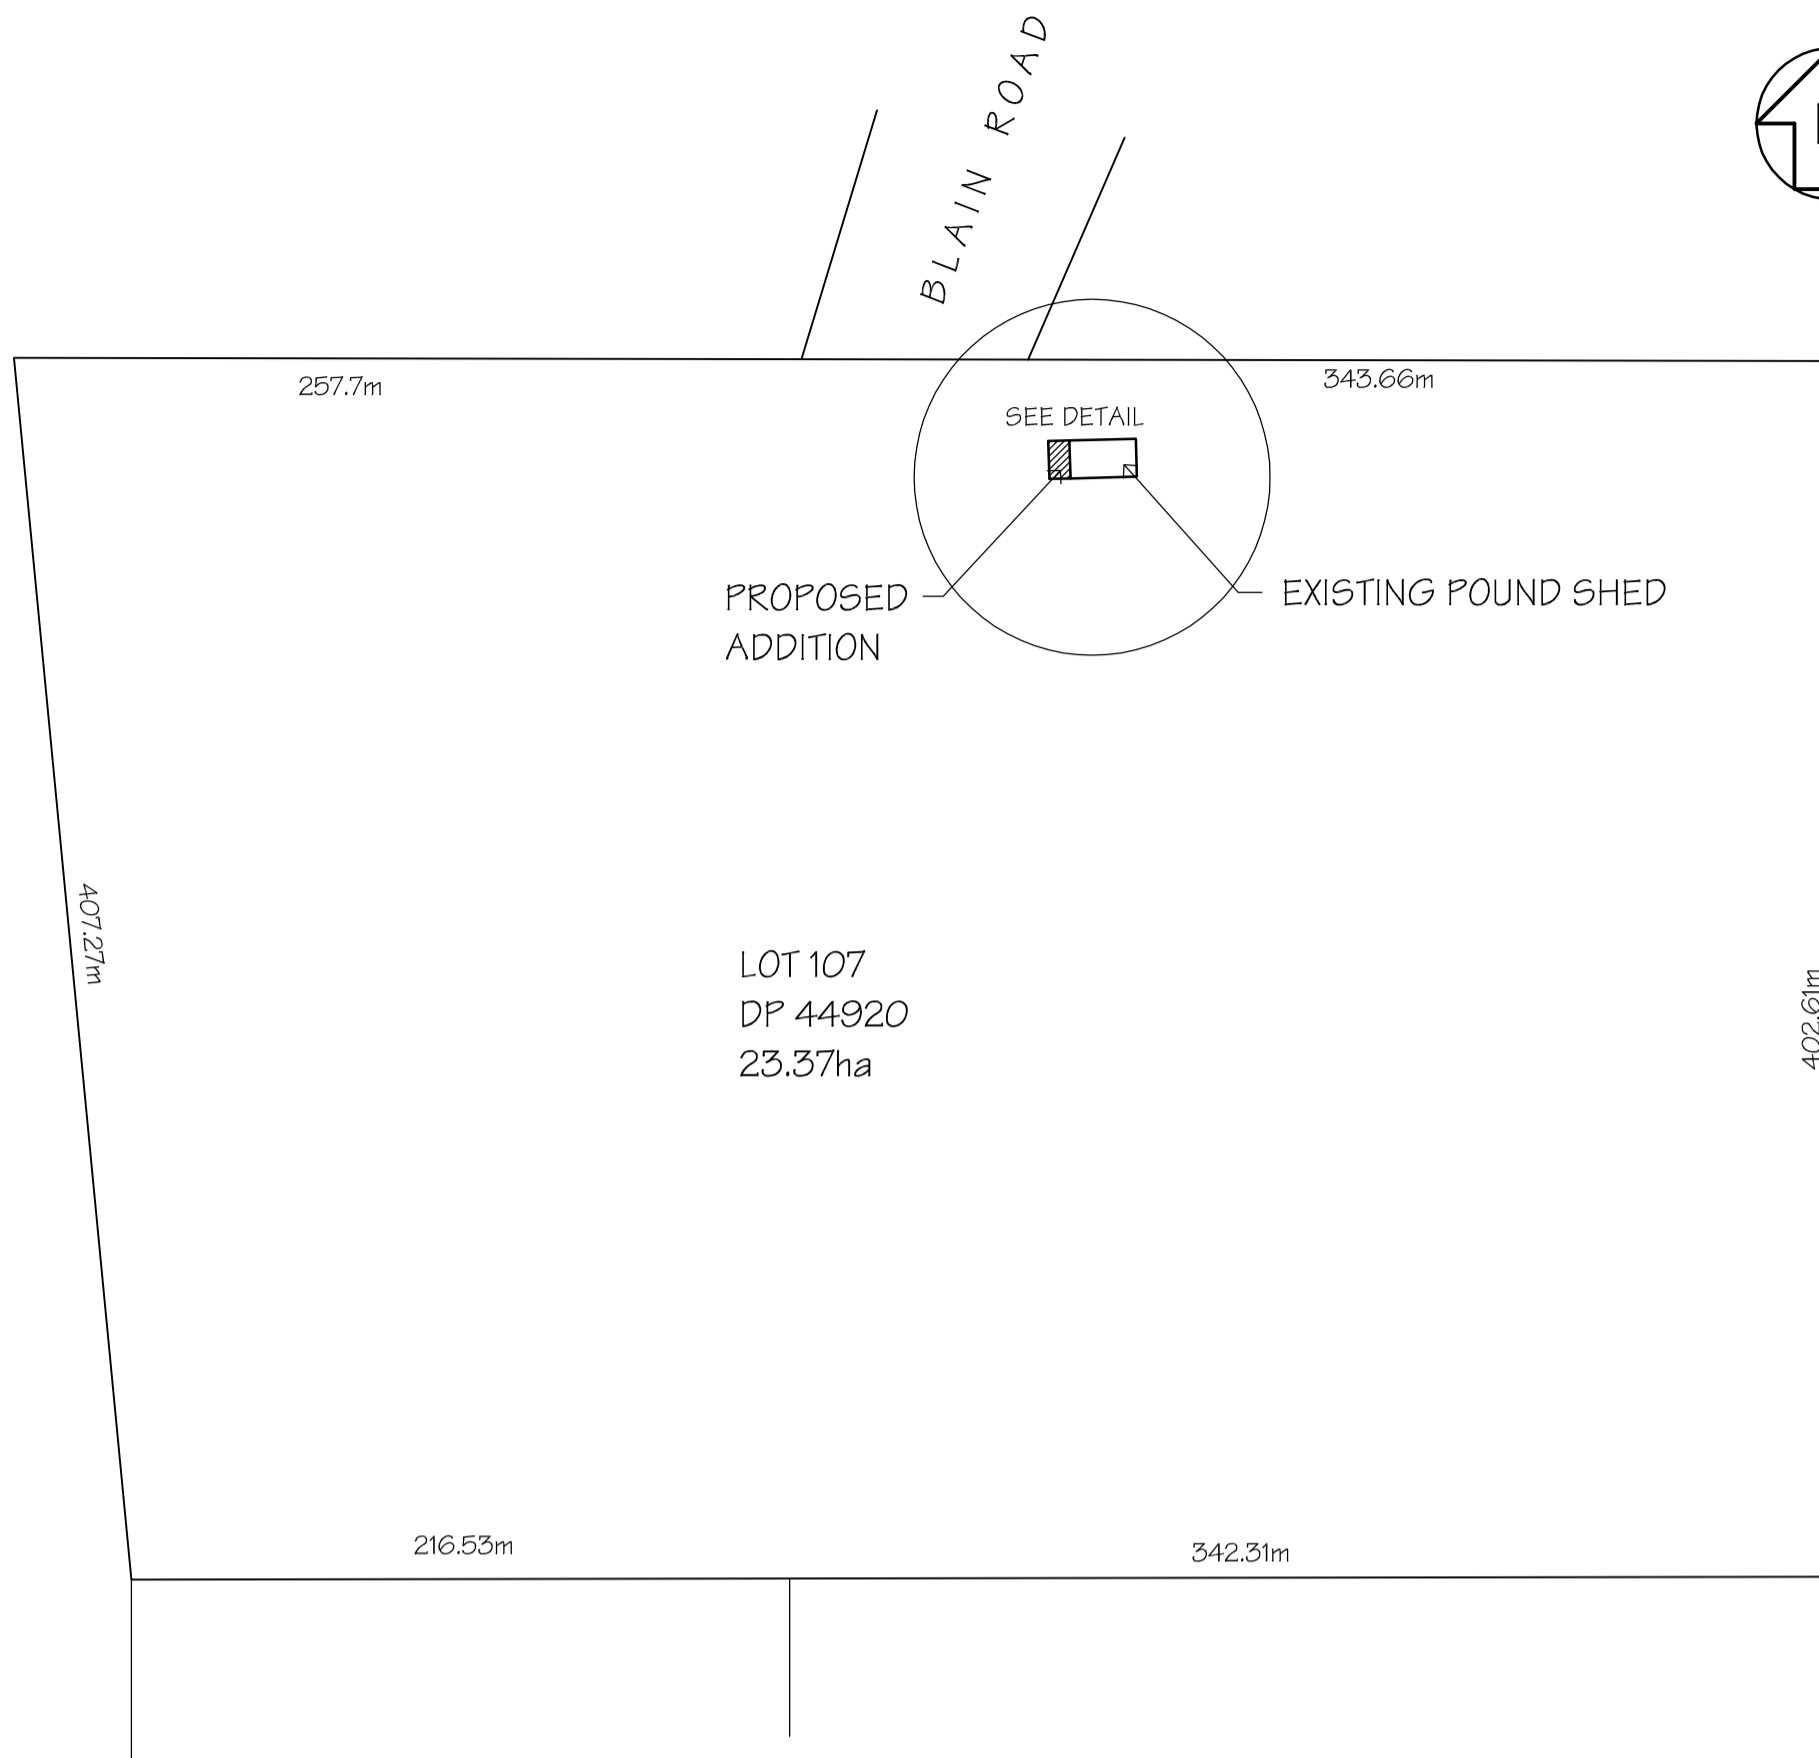 BLAIN ROAD
257.7m
343.66m
SEE DETAIL
PROPOSED
ADDITION
EXISTING POUND SHED
407.27m
LOT 107
DP 44920
23.37ha
402.61m
216.53m
342.31m